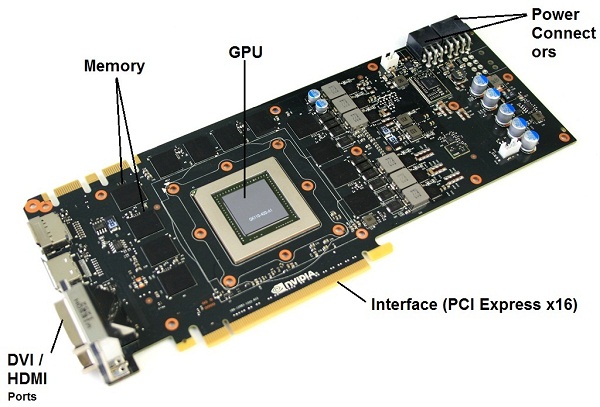 Power
Connect
ors
GPU
Memory
NVIDIA
Interface (PCI Express x16)
DVI /
HDMI
Ports